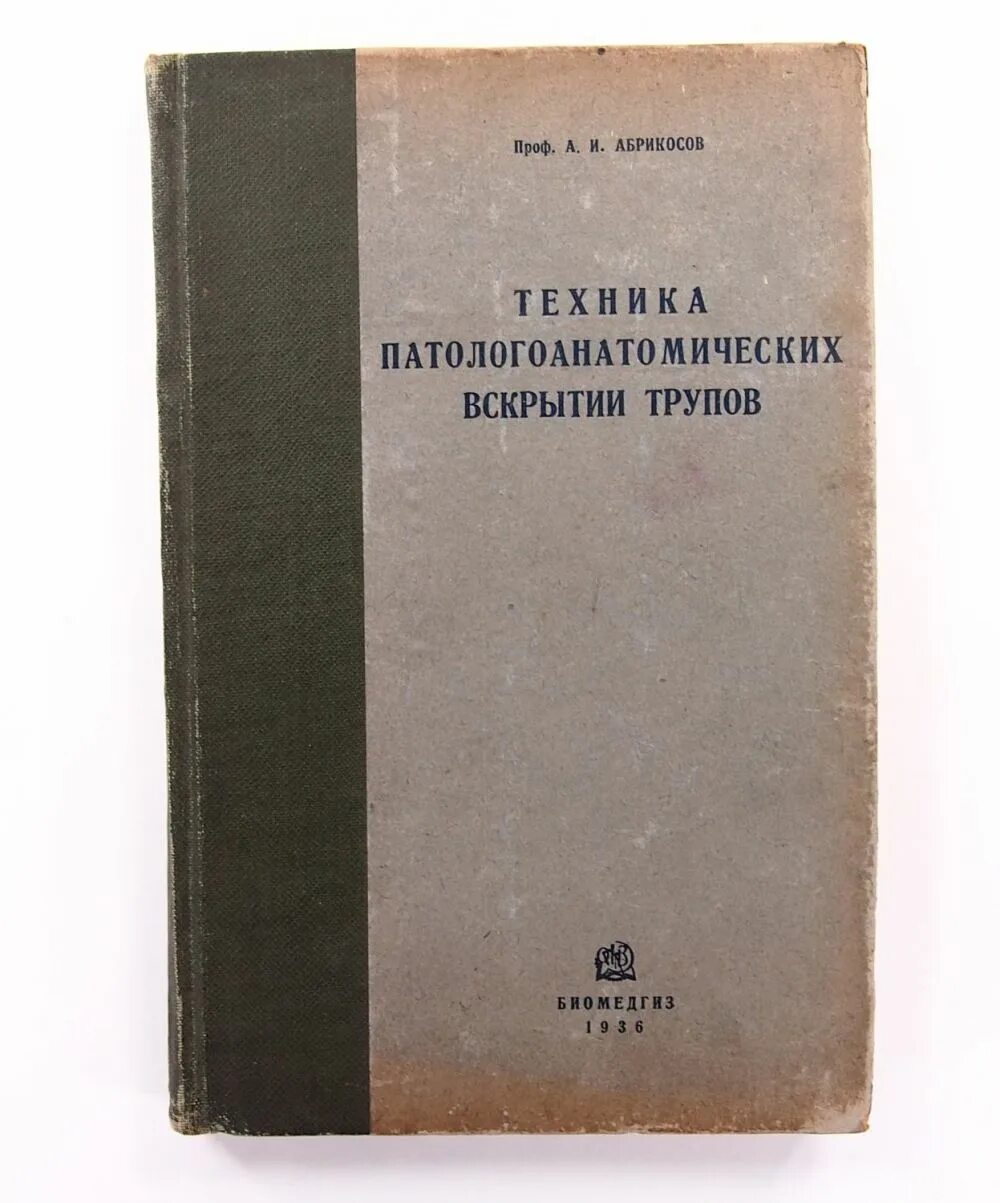 Проф. А. И. АБРИКОСОВ
ТЕХНИКА
ПАТОЛОГОАНАТОМИЧЕСКИХ
ВСКРЫТИИ ТРУПОВ
БИОМЕДГИЗ
1936